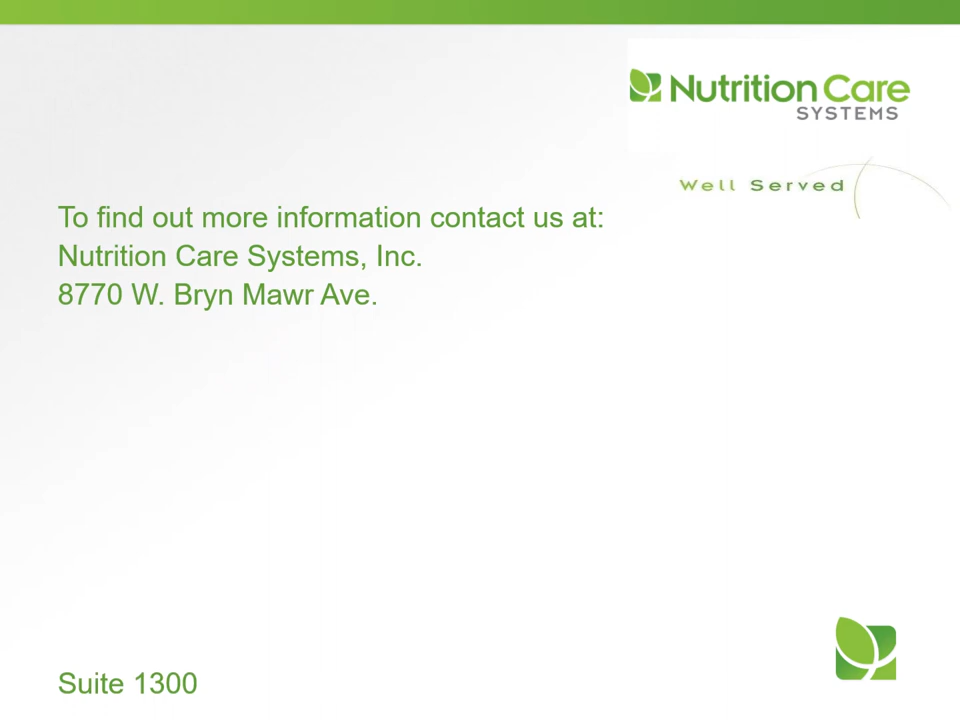 Nutrition Care
SYSTEMS
Well Served
To find out more information contact us at:
Nutrition Care Systems, Inc.
8770 W. Bryn Mawr Ave.
Suite 1300